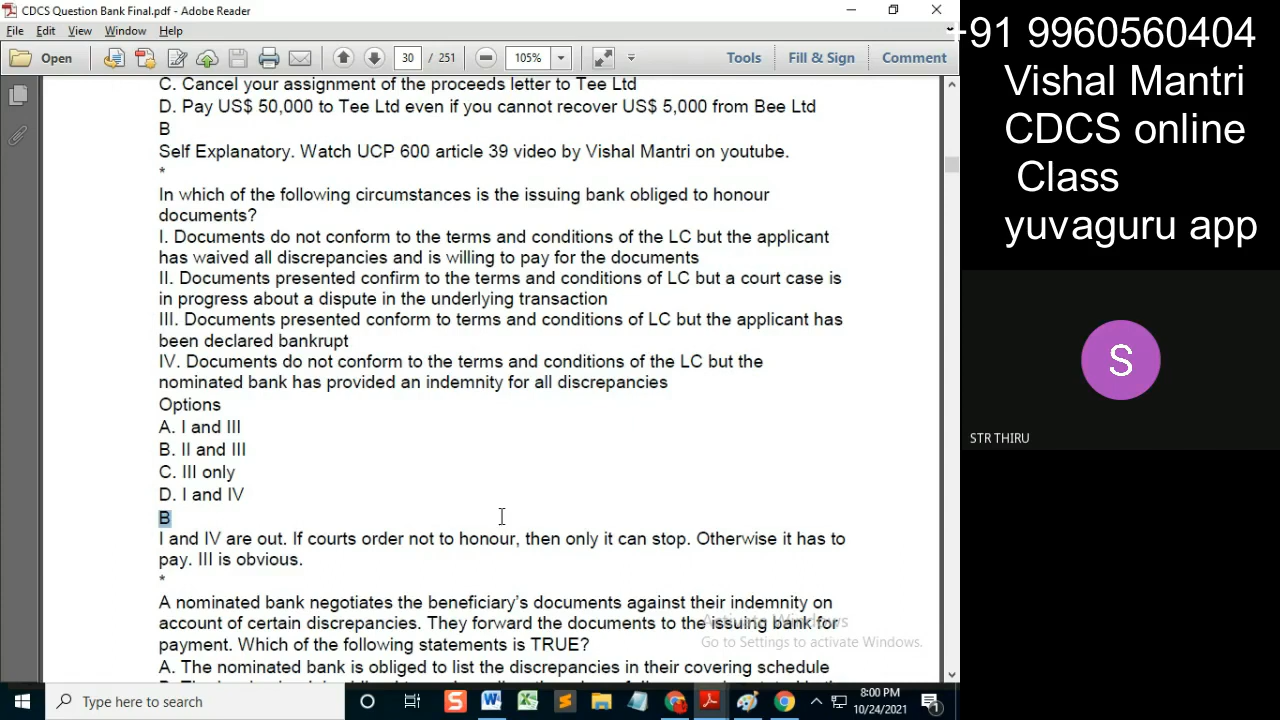 CDCS Question Bank Final.pdf - Adobe Reader
File Edit View Window Help
Open 30 / 251 105% Tools Fill & Sign Comment
C. Cancel your assignment of the proceeds letter to Tee Ltd
D. Pay US$ 50,000 to Tee Ltd even if you cannot recover US$ 5,000 from Bee Ltd
B
Self Explanatory. Watch UCP 600 article 39 video by Vishal Mantri on youtube.
*
In which of the following circumstances is the issuing bank obliged to honour
documents?
I. Documents do not conform to the terms and conditions of the LC but the applicant
has waived all discrepancies and is willing to pay for the documents
II. Documents presented confirm to the terms and conditions of LC but a court case is
in progress about a dispute in the underlying transaction
III. Documents presented conform to terms and conditions of LC but the applicant has
been declared bankrupt
IV. Documents do not conform to the terms and conditions of the LC but the
nominated bank has provided an indemnity for all discrepancies
Options
A. I and III
B. II and III
C. III only
D. I and IV
B
I and IV are out. If courts order not to honour, then only it can stop. Otherwise it has to
pay. III is obvious.
*
A nominated bank negotiates the beneficiary's documents against their indemnity on
account of certain discrepancies. They forward the documents to the issuing bank for
payment. Which of the following statements is TRUE?
A. The nominated bank is obliged to list the discrepancies in their covering schedule
Activate Windows
Go to Settings to activate Windows.
Type here to search
8:00 PM
10/24/2021
+91 9960560404
Vishal Mantri
CDCS online
Class
yuvaguru app
S
STR THIRU